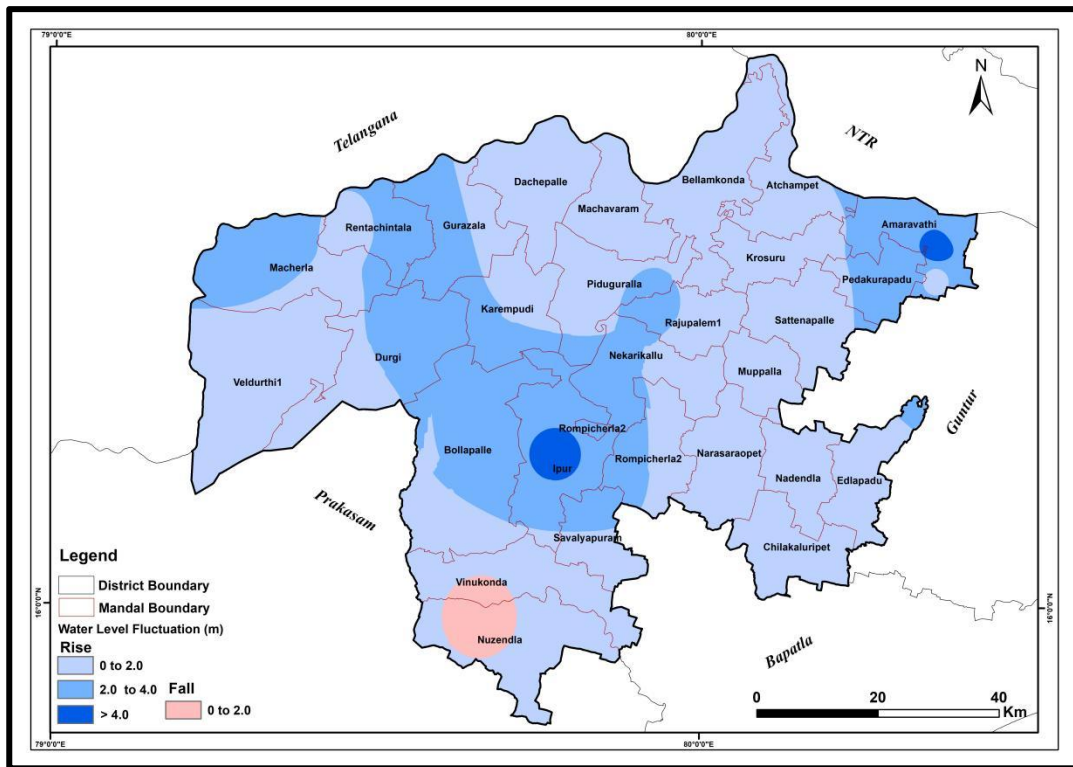 79°0'0"E
80°0'0"E
N
Telangana
NTR
Dachepalle
Bellamkonda
Atchampet
Machavaram
Rentachintala
Gurazala
Amaravathi
Macherla
Krosuru
Pedakurapadu
Piduguralla
Karempudi
Rajupalem1
Sattenapalle
Durgi
Nekarikallu
Veldurthi1
Muppalla
Guntur
Rompicherla2
Bollapalle
Ipur
Rompicherla2
Narasaraopet
Nadendla
Edlapadu
Prakasam
Savalyapuram
Chilakaluripet
Vinukonda
Nuzendla
Bapatla
16°0'0"N
16°0'0"N
Legend
District Boundary
Mandal Boundary
Water Level Fluctuation (m)
Rise
0 to 2.0
2.0 to 4.0
> 4.0
Fall
0 to 2.0
0 20 40
Km
79°0'0"E
80°0'0"E